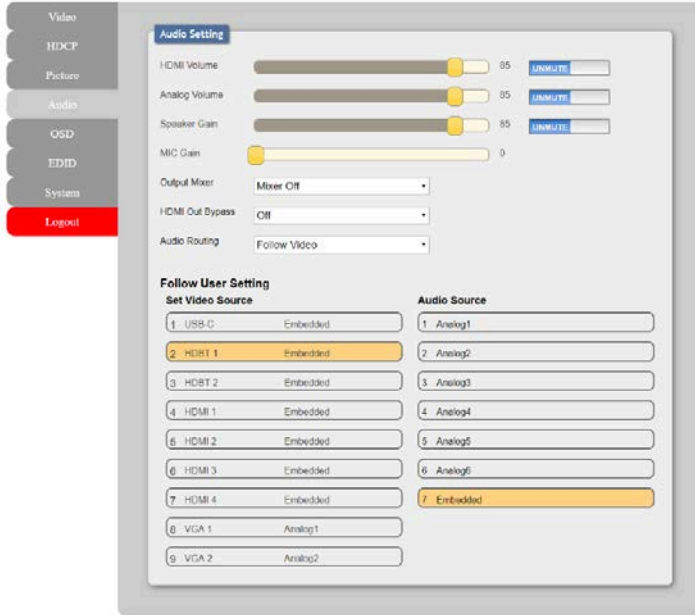 Video
HDCP
Picture
Audio
OSD
EDID
System
Logout
Audio Setting
HDMI Volume 85 UNMUTE
Analog Volume 85 UNMUTE
Speaker Gain 85 UNMUTE
MIC Gain 0
Output Mixer Mixer Off
HDMI Out Bypass Off
Audio Routing Follow Video
Follow User Setting
Set Video Source Audio Source
1 USB-C Embedded 1 Analog1
2 HDBT 1 Embedded 2 Analog2
3 HDBT 2 Embedded 3 Analog3
4 HDMI 1 Embedded 4 Analog4
5 HDMI 2 Embedded 5 Analog5
6 HDMI 3 Embedded 6 Analog6
7 HDMI 4 Embedded 7 Embedded
8 VGA 1 Analog1
9 VGA 2 Analog2